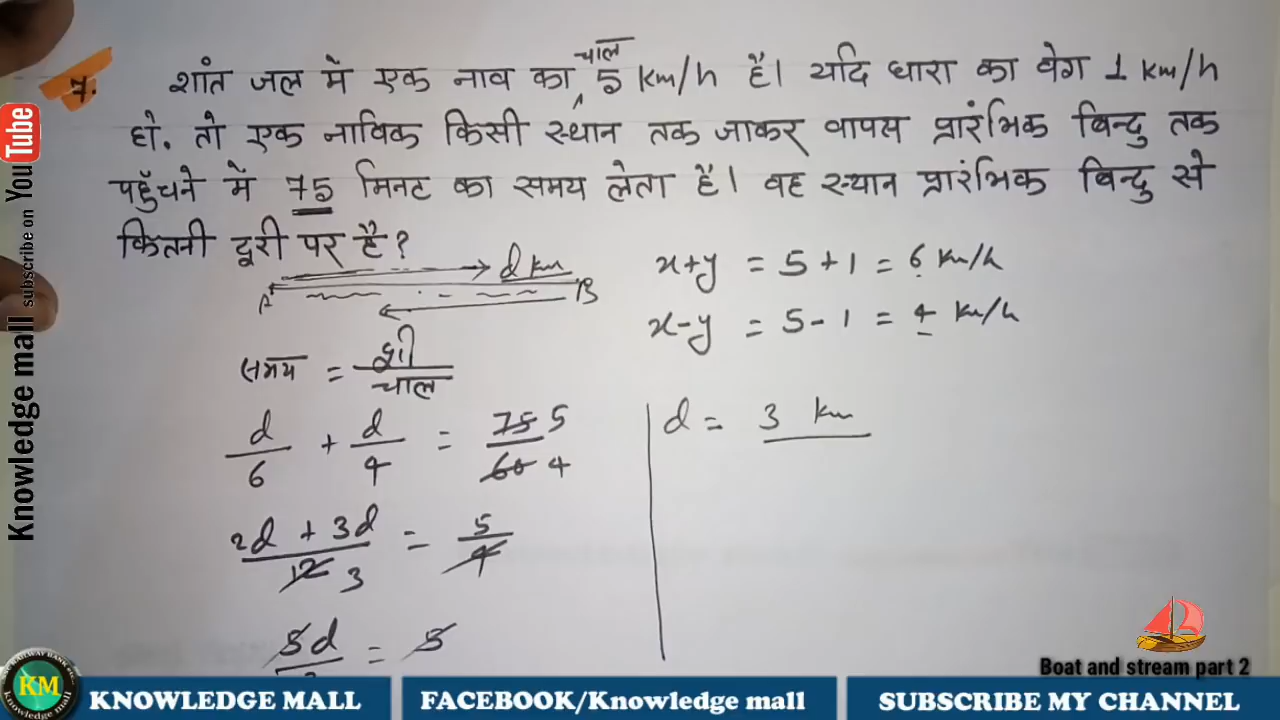 7. शांत जल में एक नाव का चाल 5 km/h है। यदि धारा का वेग 1 km/h
हो. तो एक नाविक किसी स्थान तक जाकर वापस प्रारंभिक बिन्दु तक
पहुँचने में 75 मिनट का समय लेता है। वह स्थान प्रारंभिक बिन्दु से
कितनी दूरी पर है?
d km
A B
समय = दूरी / चाल
d/6 + d/4 = 75 5 / 60 4
2d + 3d / 12 3 = 5/4
5d = 5
x+y = 5 + 1 = 6 km/h
x-y = 5 - 1 = 4 km/h
d = 3 km
Knowledge mall subscribe on YouTube
Boat and stream part 2
KM
Knowledge mall
KNOWLEDGE MALL
FACEBOOK/Knowledge mall
SUBSCRIBE MY CHANNEL